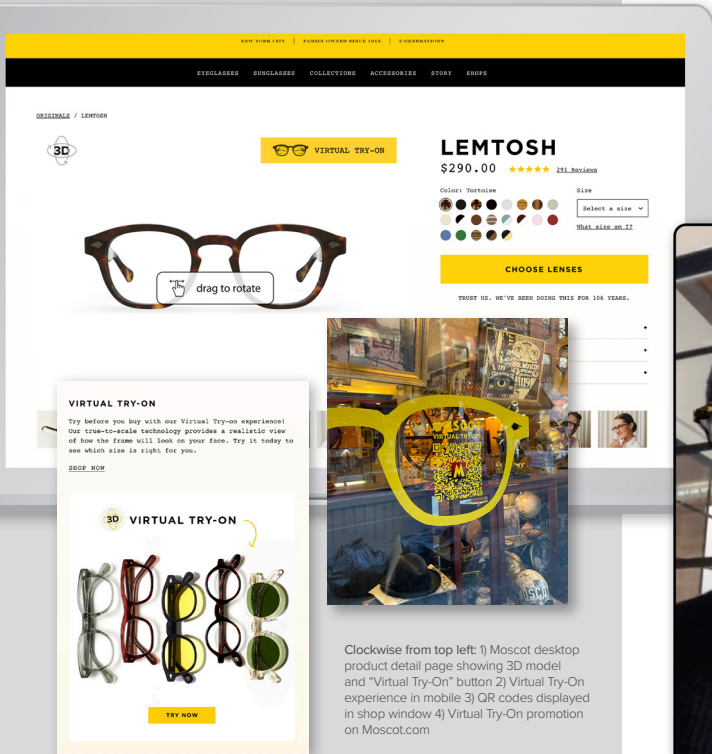 NEW YORK CITY | FAMILY OWNED SINCE 1915 | 5 GENERATIONS
EYEGLASSES SUNGLASSES COLLECTIONS ACCESSORIES STORY SHOPS
ORIGINALS / LEMTOSH
3D
VIRTUAL TRY-ON
drag to rotate
LEMTOSH
$290.00 ★★★★★ 291 Reviews
Color: Tortoise
Size
Select a size
What size am I?
CHOOSE LENSES
TRUST US. WE'VE BEEN DOING THIS FOR 106 YEARS.
+
+
+
VIRTUAL TRY-ON
Try before you buy with our Virtual Try-on experience!
Our true-to-scale technology provides a realistic view
of how the frame will look on your face. Try it today to
see which size is right for you.
SHOP NOW
3D VIRTUAL TRY-ON
TRY NOW
MOSCOT
VIRTUAL TRY
M
Clockwise from top left: 1) Moscot desktop
product detail page showing 3D model
and “Virtual Try-On” button 2) Virtual Try-On
experience in mobile 3) QR codes displayed
in shop window 4) Virtual Try-On promotion
on Moscot.com